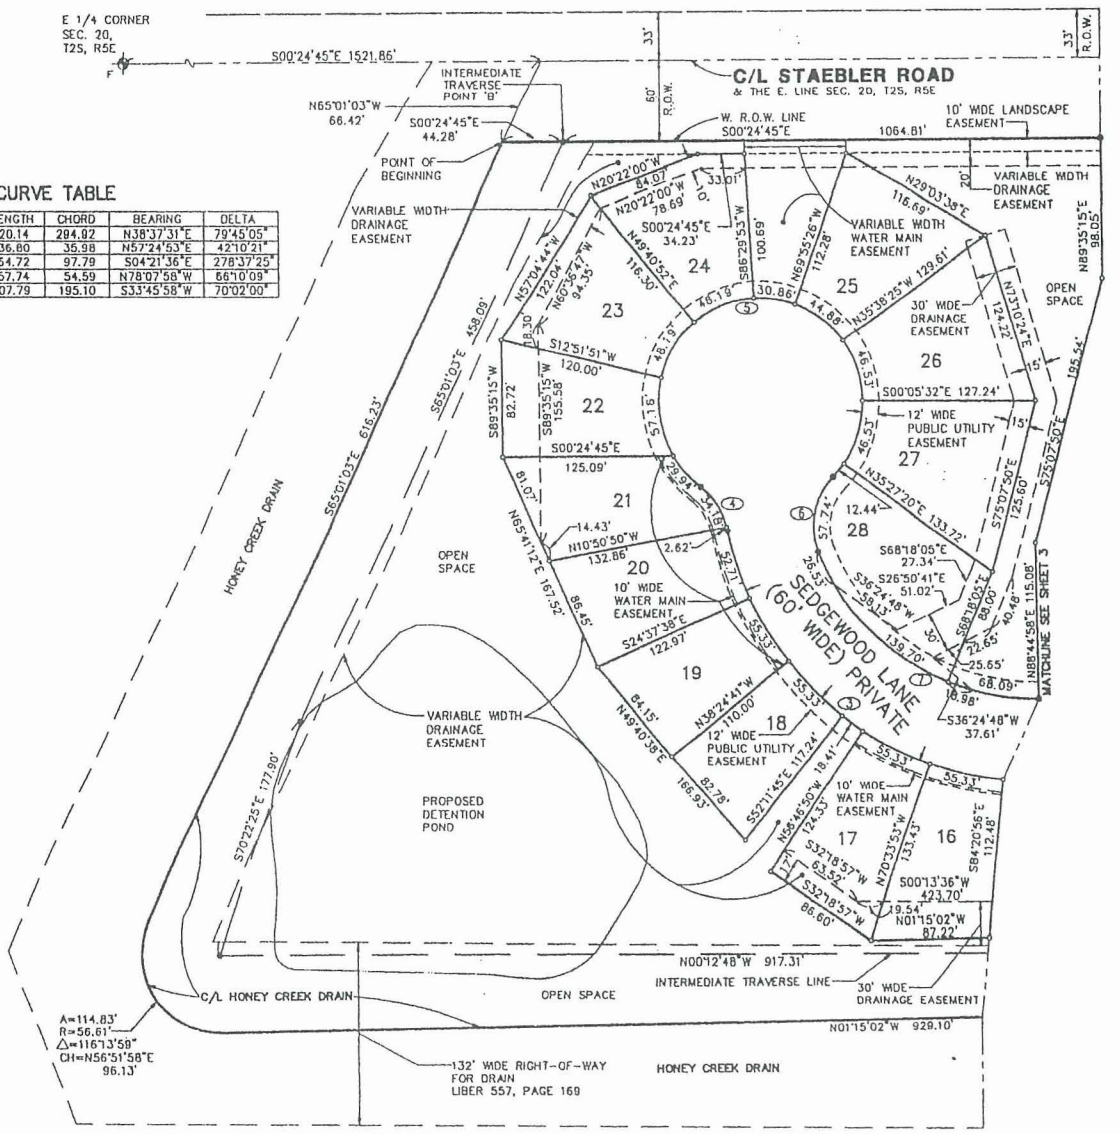 E 1/4 CORNER
SEC. 20,
T2S, R5E
F
S00°24'45"E 1521.86'
33'
33'
R.O.W.
60'
R.O.W.
C/L STAEBLER ROAD
& THE E. LINE SEC. 20, T2S, R5E
INTERMEDIATE
TRAVERSE
POINT 'B'
N65°01'03"W
66.42'
S00°24'45"E
44.28'
W. R.O.W. LINE
S00°24'45"E
1064.81'
10' WIDE LANDSCAPE
EASEMENT
POINT OF
BEGINNING
VARIABLE WIDTH
DRAINAGE
EASEMENT
20'
VARIABLE WIDTH
DRAINAGE
EASEMENT
CURVE TABLE
ENGTH CHORD BEARING DELTA
20.14 294.92 N38°37'31"E 79°45'05"
36.80 35.98 N57°24'53"E 42°10'21"
54.72 97.79 S04°21'36"E 278°37'25"
57.74 54.59 N78°07'58"W 66°10'09"
07.79 195.10 S33°45'58"W 70°02'00"
N20°22'00"W
84.07'
N20°22'00"W
78.69'
10'
33.01'
S00°24'45"E
34.23'
S86°29'53"W
100.69'
N69°55'26"W
112.28'
VARIABLE WIDTH
WATER MAIN
EASEMENT
N29°03'38"E
116.69'
N89°35'15"E
98.05'
OPEN
SPACE
N57°04'44"W
122.04'
N60°36'47"W
94.35'
18.30'
N49°40'52"E
116.30'
24
23
25
N35°38'25"W 129.61'
30' WIDE
DRAINAGE
EASEMENT
N73°10'24"E
124.22'
15'
195.54'
46.19'
30.86'
5
44.88'
48.19'
46.53'
26
S12°51'51"W
120.00'
S00°05'32"E 127.24'
S89°35'15"W
82.72'
S89°35'15"W
155.58'
22
57.16'
12' WIDE
PUBLIC UTILITY
EASEMENT
15'
46.53'
27
S75°07'50"E
125.60'
S75°07'50"E
S00°24'45"E
125.09'
29.94'
34.18'
4
N35°27'20"E 133.72'
12.44'
6
57.74'
28
S68°18'05"E
27.34'
S26°50'41"E
51.02'
81.07'
21
14.43'
N10°50'50"W
132.86'
2.62'
N65°41'12"E 167.52'
20
52.71'
26.53'
S36°24'48"W
58.13'
S68°18'05"E
88.00'
40.48'
30'
22.65'
25.65'
N88°44'58"E 115.08'
MATCHLINE SEE SHEET 3
458.09'
S65°01'03"E
S65°01'03"E 616.23'
HONEY CREEK DRAIN
OPEN
SPACE
86.45'
10' WIDE
WATER MAIN
EASEMENT
S24°37'38"E
122.97'
55.33'
SEDGEWOOD LANE
(60' WIDE) PRIVATE
139.70'
7
68.09'
18.98'
S36°24'48"W
37.61'
19
84.15'
N49°40'38"E
166.93'
N38°24'41"W
110.00'
55.33'
3
18
12' WIDE
PUBLIC UTILITY
EASEMENT
82.78'
S52°11'45"E 117.24'
18.41'
N56°46'50"W
124.33'
55.33'
55.33'
10' WIDE
WATER MAIN
EASEMENT
VARIABLE WIDTH
DRAINAGE
EASEMENT
PROPOSED
DETENTION
POND
S70°22'25"E 177.90'
17
16
N70°33'53"W
133.43'
S84°20'56"E
112.48'
17'
S32°18'57"W
63.52'
S32°18'57"W
86.60'
S00°13'36"W
423.70'
19.54'
N01°15'02"W
87.22'
N00°12'48"W 917.31'
INTERMEDIATE TRAVERSE LINE
30' WIDE
DRAINAGE EASEMENT
C/L HONEY CREEK DRAIN
OPEN SPACE
N01°15'02"W 929.10'
A=114.83'
R=56.61'
△=116°13'59"
CH=N56°51'58"E
96.13'
132' WIDE RIGHT-OF-WAY
FOR DRAIN
LIBER 557, PAGE 169
HONEY CREEK DRAIN